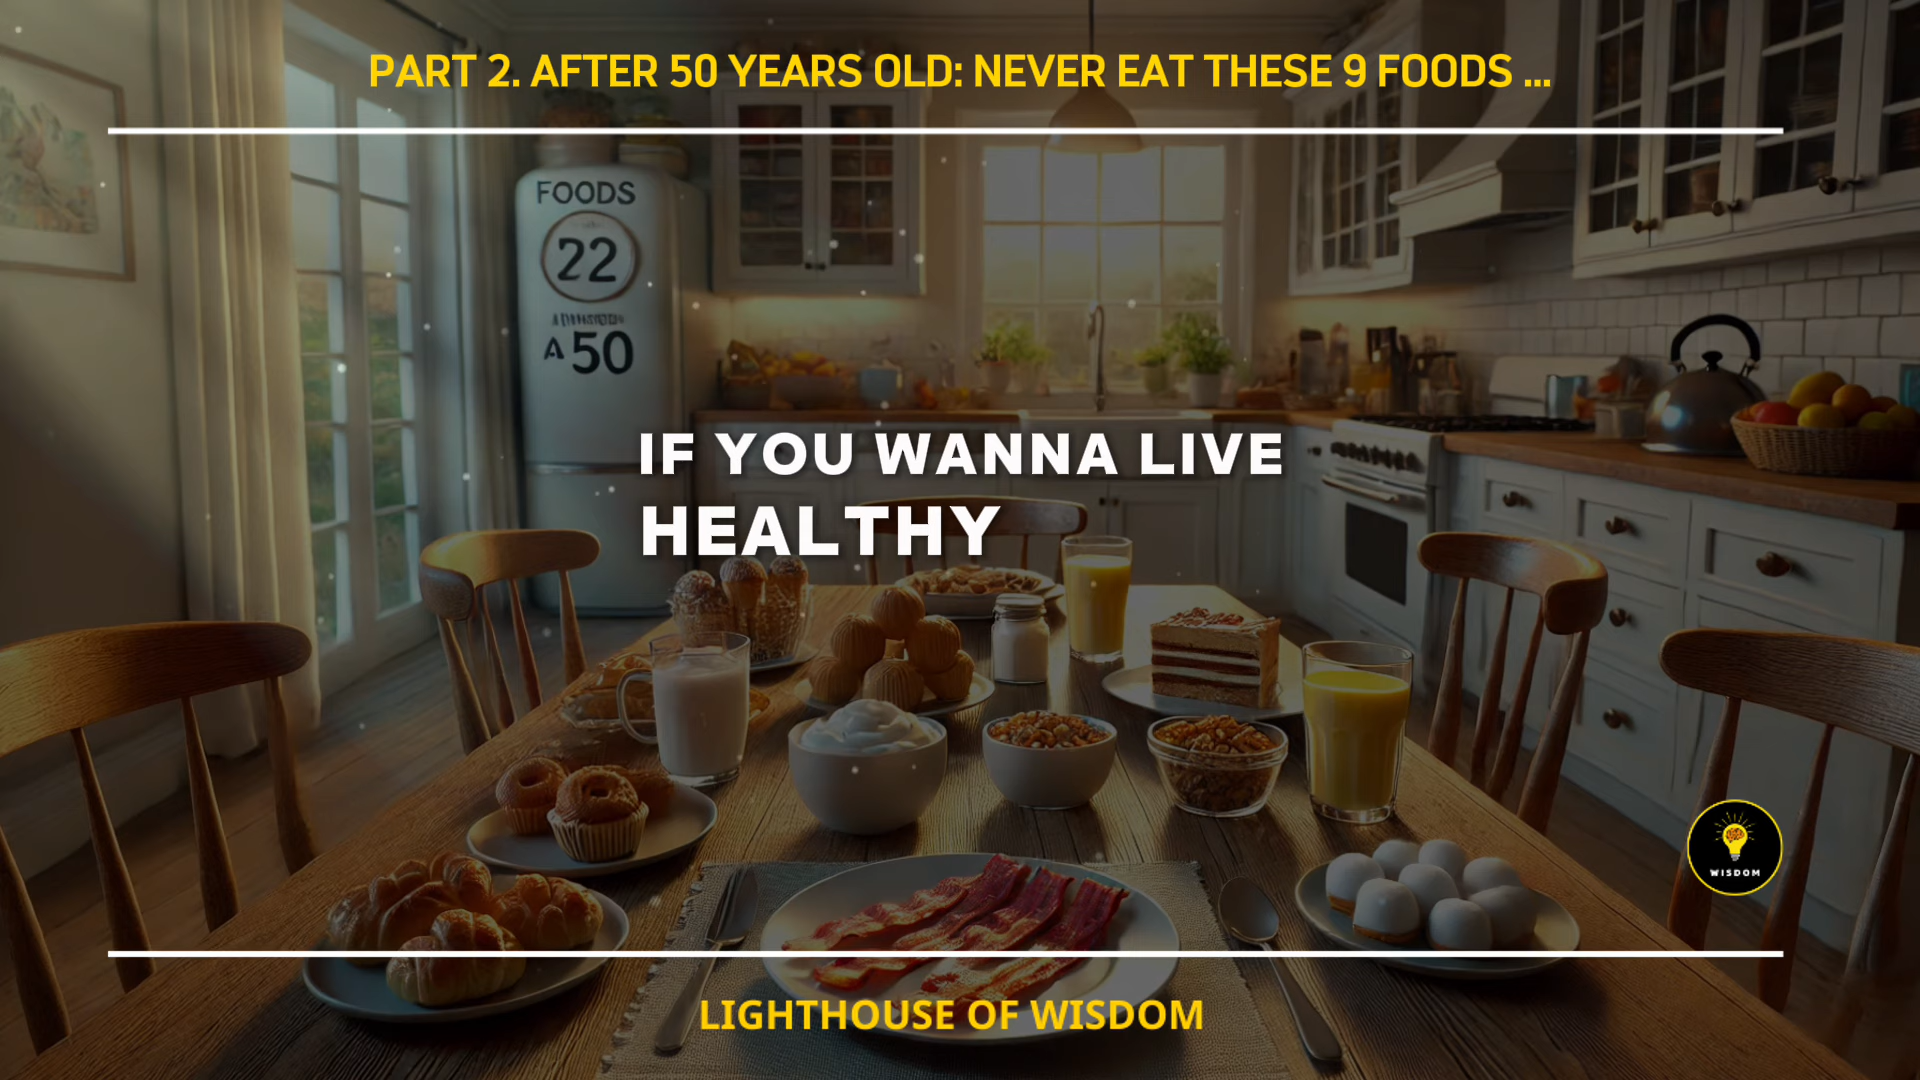 PART 2. AFTER 50 YEARS OLD: NEVER EAT THESE 9 FOODS ...
FOODS
22
A 50
IF YOU WANNA LIVE
HEALTHY
WISDOM
LIGHTHOUSE OF WISDOM